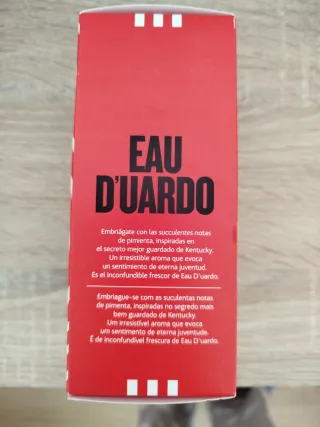 EAU
D'UARDO
Embriágate con las succulentes notas
de pimienta, inspiradas en
el secreto mejor guardado de Kentucky.
Un irresistible aroma que evoca
un sentimiento de eterna juventud.
Es el inconfundible frescor de Eau D'uardo.
Embriague-se com as suculentas notas
de pimenta, inspiradas no segredo mais
bem guardado de Kentucky.
Um irresistível aroma que evoca
um sentimento de eterna juventude.
É de inconfundível frescura de Eau D'uardo.